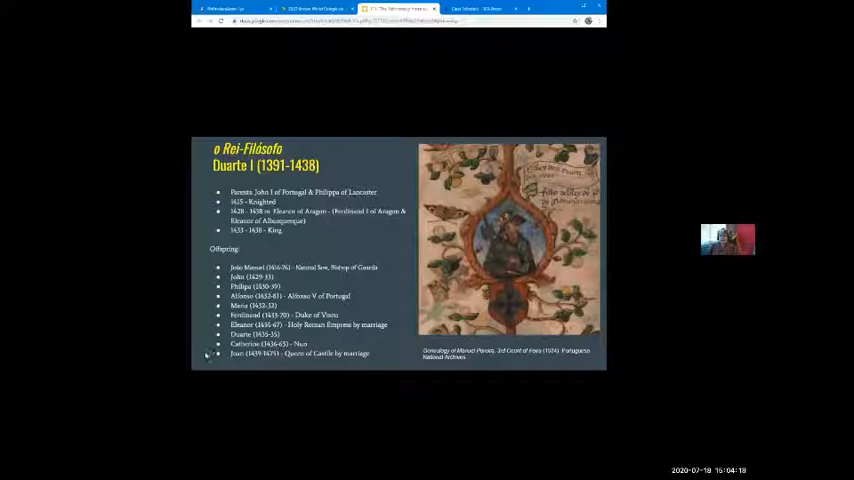 o Rei-Filósofo
Duarte I (1391-1438)
Parents John I of Portugal & Philippa of Lancaster
1415 - Knighted
1428 - 1438 m Eleanor of Aragon - (Ferdinand I of Aragon &
Eleanor of Albuquerque)
1433 - 1438 - King
Offspring:
João Manuel (1416-76) - Natural Son, Bishop of Guarda
John (1429-33)
Philipa (1430-39)
Alfonso (1432-81) - Alfonso V of Portugal
Maria (1432-32)
Ferdinand (1433-70) - Duke of Viseu
Eleanor (1434-67) - Holy Roman Empress by marriage
Duarte (1435-35)
Catherine (1436-63) - Nun
Joan (1439-1475) - Queen of Castile by marriage
Genealogy of Manoel Pereira, 3rd Count of Feira (1534) Portuguese
National Archives
2020-07-18 15:04:18